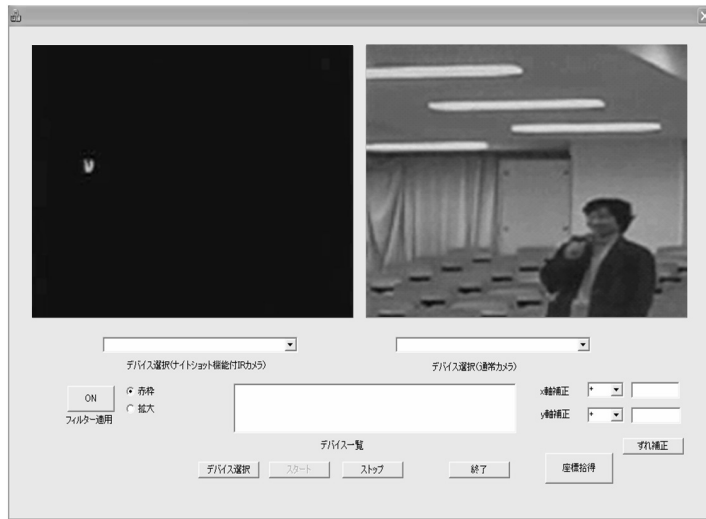 デバイス選択(ナイトショット機能付IRカメラ)
デバイス選択(通常カメラ)
ON
フィルター適用
赤枠
拡大
デバイス一覧
x軸補正 +
y軸補正 +
ずれ補正
デバイス選択
スタート
ストップ
終了
座標拾得